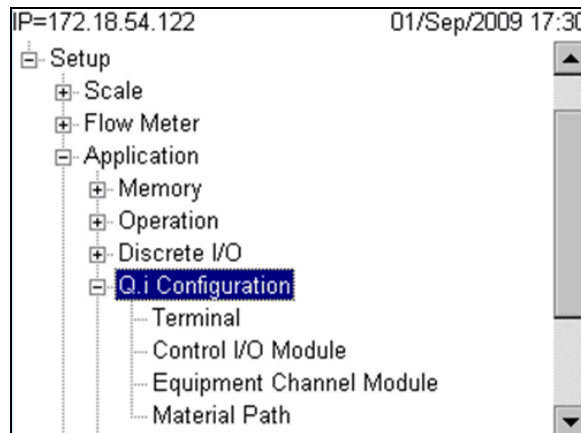 IP=172.18.54.122 01/Sep/2009 17:30
Setup
Scale
Flow Meter
Application
Memory
Operation
Discrete I/O
Q.i Configuration
Terminal
Control I/O Module
Equipment Channel Module
Material Path